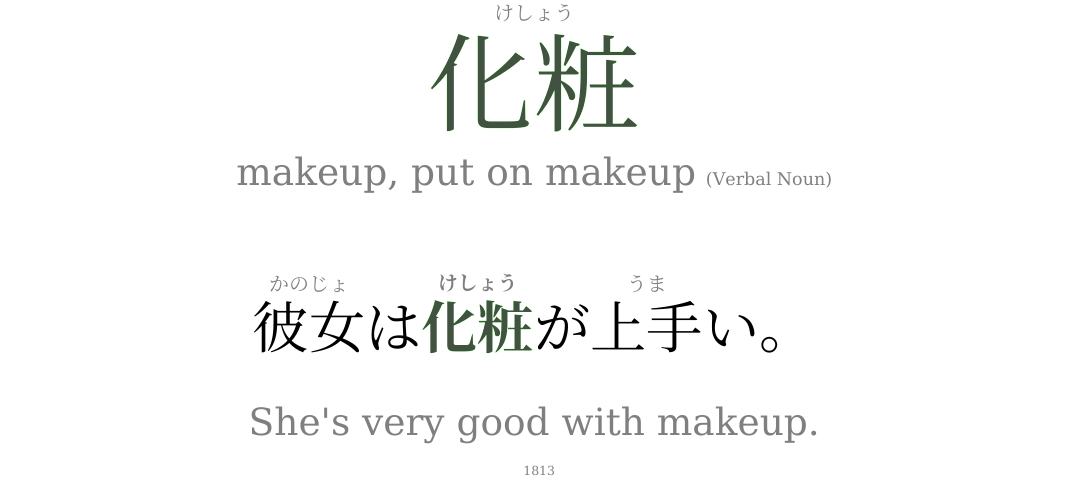 けしょう
化粧
makeup, put on makeup (Verbal Noun)
かのじょ けしょう うま
彼女は化粧が上手い。
She's very good with makeup.
1813